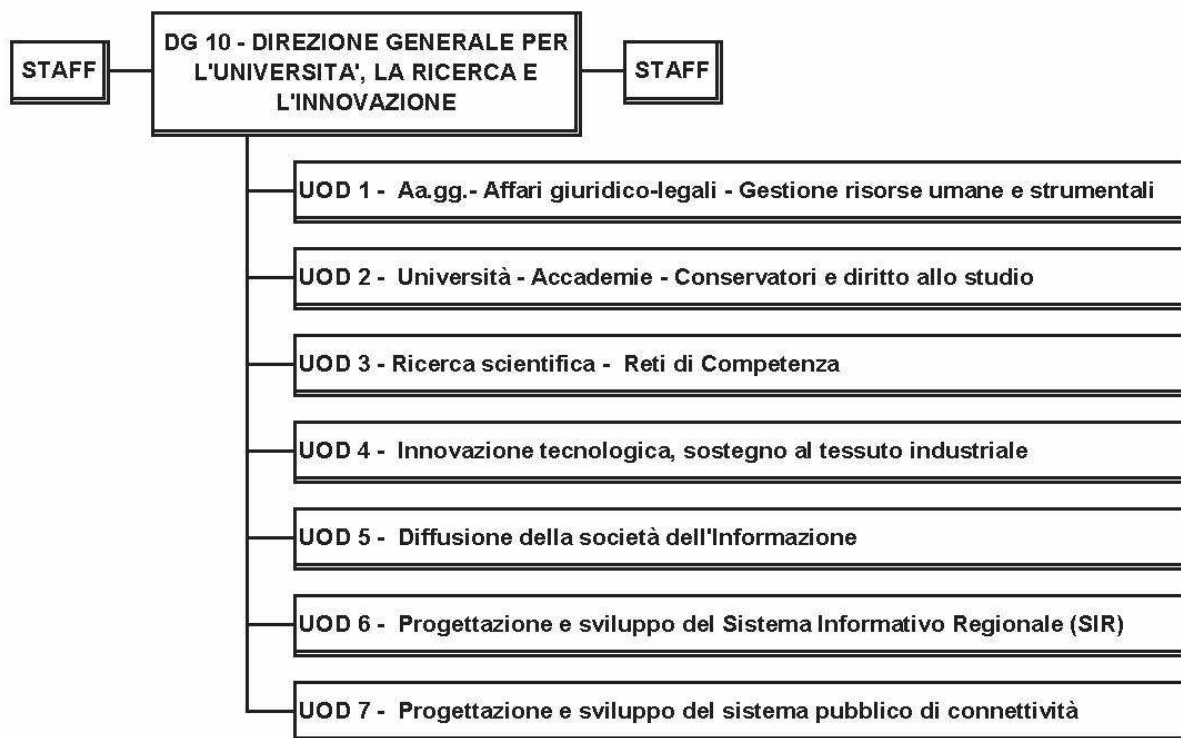 STAFF
DG 10 - DIREZIONE GENERALE PER
L'UNIVERSITA', LA RICERCA E
L'INNOVAZIONE
STAFF
UOD 1 - Aa.gg.- Affari giuridico-legali - Gestione risorse umane e strumentali
UOD 2 - Università - Accademie - Conservatori e diritto allo studio
UOD 3 - Ricerca scientifica - Reti di Competenza
UOD 4 - Innovazione tecnologica, sostegno al tessuto industriale
UOD 5 - Diffusione della società dell'Informazione
UOD 6 - Progettazione e sviluppo del Sistema Informativo Regionale (SIR)
UOD 7 - Progettazione e sviluppo del sistema pubblico di connettività